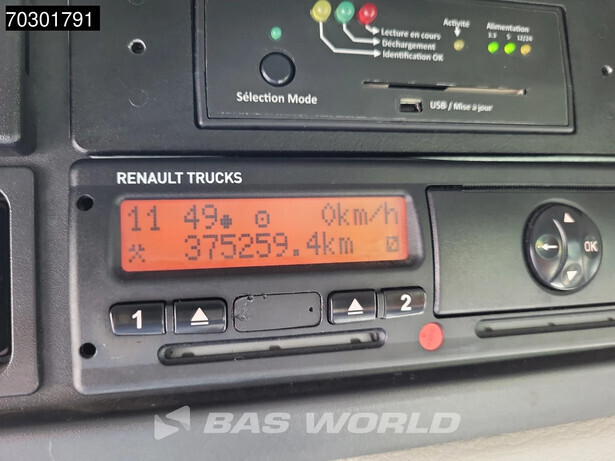 70301791
Activité
Alimentation
3.3 5 12/24
Lecture en cours
Déchargement
Identification OK
Sélection Mode
USB / Mise à jour
RENAULT TRUCKS
11 49 0km/h
375259.4km
OK
1 2
BAS WORLD